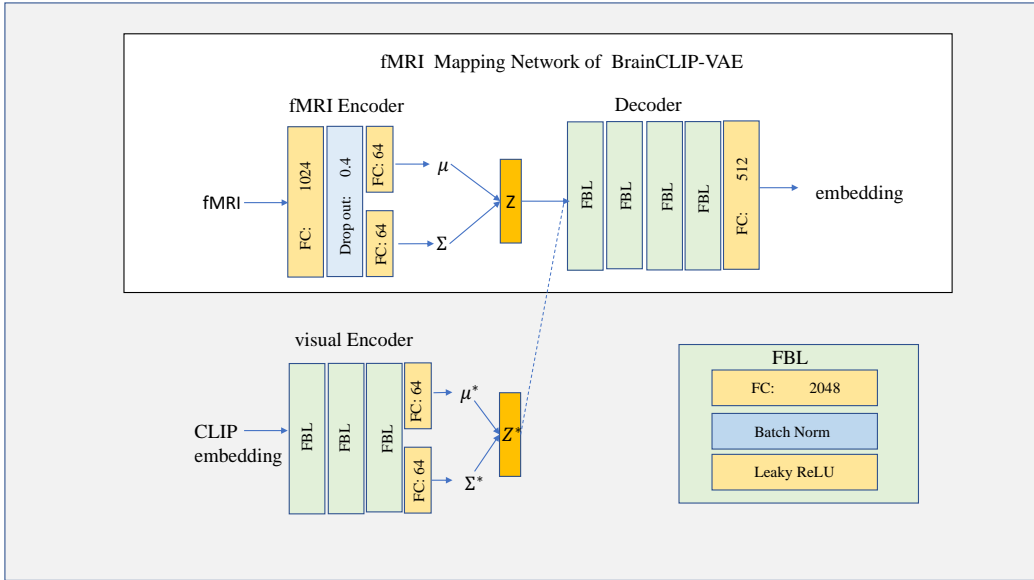 fMRI Mapping Network of BrainCLIP-VAE
fMRI Encoder
Decoder
fMRI
FC: 1024
Drop out: 0.4
FC: 64
FC: 64
μ
Σ
Z
FBL
FBL
FBL
FBL
FC: 512
embedding
visual Encoder
CLIP
embedding
FBL
FBL
FBL
FC: 64
FC: 64
μ*
Σ*
Z*
FBL
FC: 2048
Batch Norm
Leaky ReLU